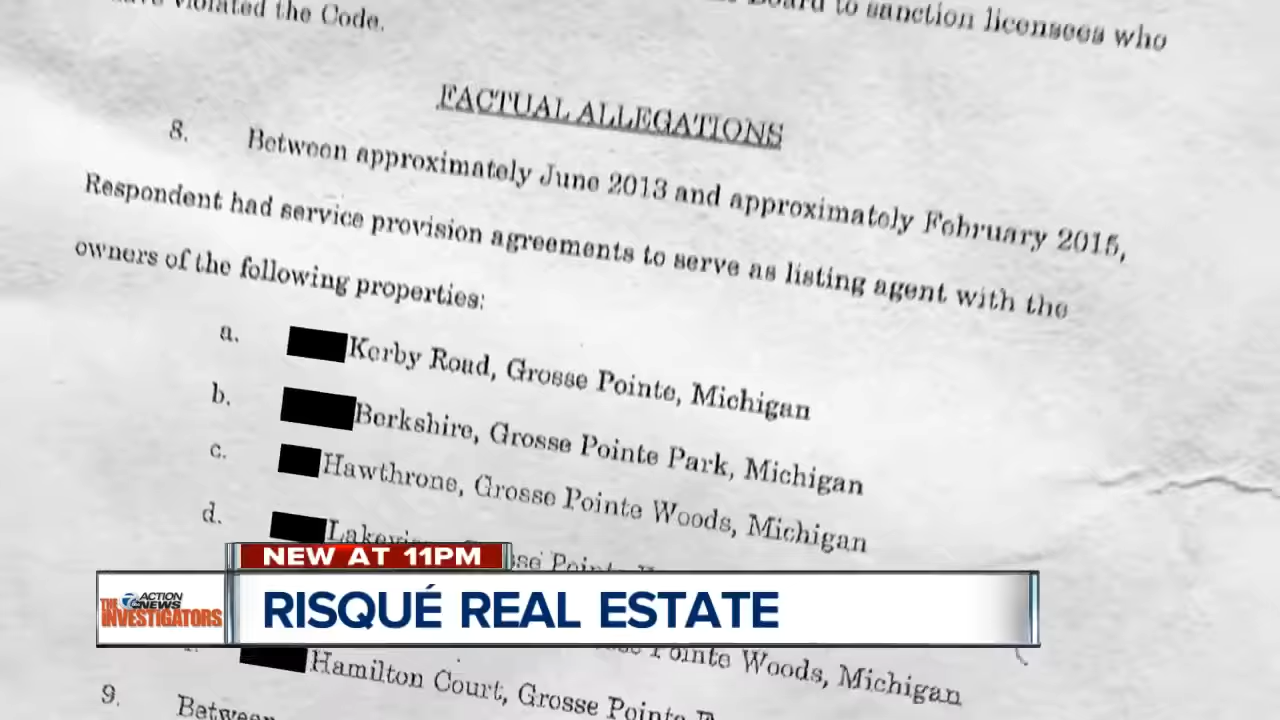 violated the Code.
Board to sanction licensees who
FACTUAL ALLEGATIONS
8. Between approximately June 2013 and approximately February 2015,
Respondent had service provision agreements to serve as listing agent with the
owners of the following properties:
a. Kerby Road, Grosse Pointe, Michigan
b. Berkshire, Grosse Pointe Park, Michigan
c. Hawthrone, Grosse Pointe Woods, Michigan
d.
NEW AT 11PM
THE 7 ACTION NEWS INVESTIGATORS
RISQUÉ REAL ESTATE
Pointe Woods, Michigan
Hamilton Court, Grosse Pointe
9. Between